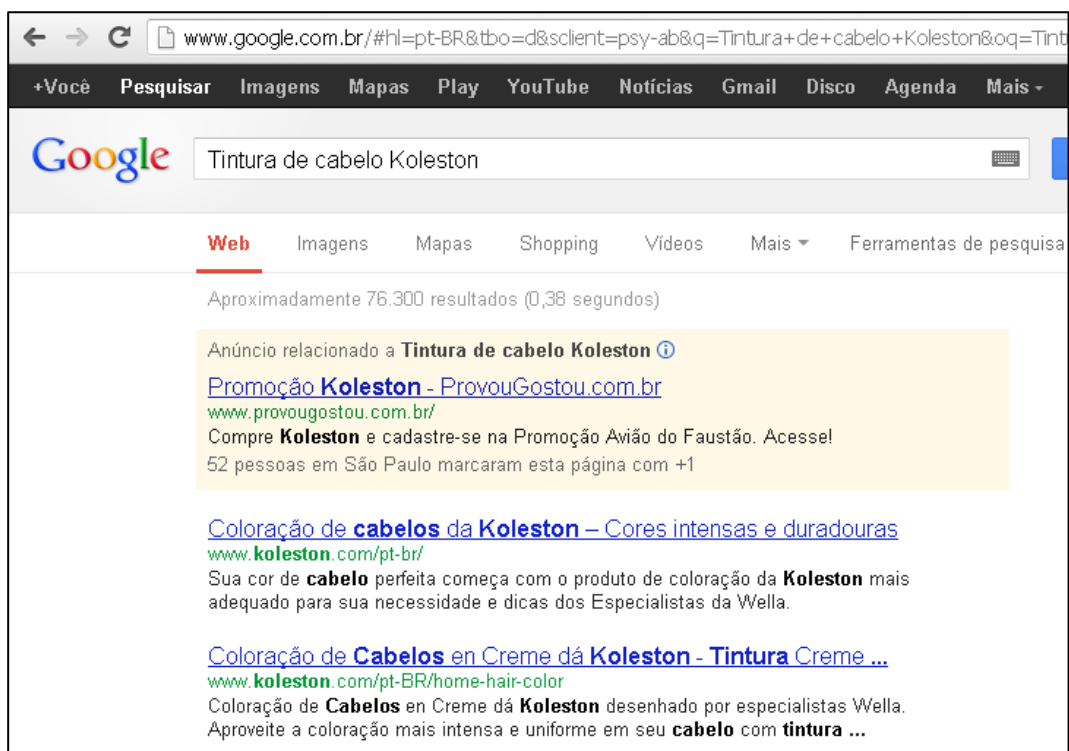 www.google.com.br/#hl=pt-BR&tbo=d&sclient=psy-ab&q=Tintura+de+cabelo+Koleston&oq=Tint
+Você Pesquisar Imagens Mapas Play YouTube Notícias Gmail Disco Agenda Mais
Google Tintura de cabelo Koleston
Web Imagens Mapas Shopping Vídeos Mais Ferramentas de pesquisa
Aproximadamente 76.300 resultados (0,38 segundos)
Anúncio relacionado a Tintura de cabelo Koleston
Promoção Koleston - ProvouGostou.com.br
www.provougostou.com.br/
Compre Koleston e cadastre-se na Promoção Avião do Faustão. Acesse!
52 pessoas em São Paulo marcaram esta página com +1
Coloração de cabelos da Koleston – Cores intensas e duradouras
www.koleston.com/pt-br/
Sua cor de cabelo perfeita começa com o produto de coloração da Koleston mais
adequado para sua necessidade e dicas dos Especialistas da Wella.
Coloração de Cabelos en Creme dá Koleston - Tintura Creme ...
www.koleston.com/pt-BR/home-hair-color
Coloração de Cabelos en Creme dá Koleston desenhado por especialistas Wella.
Aproveite a coloração mais intensa e uniforme em seu cabelo com tintura ...